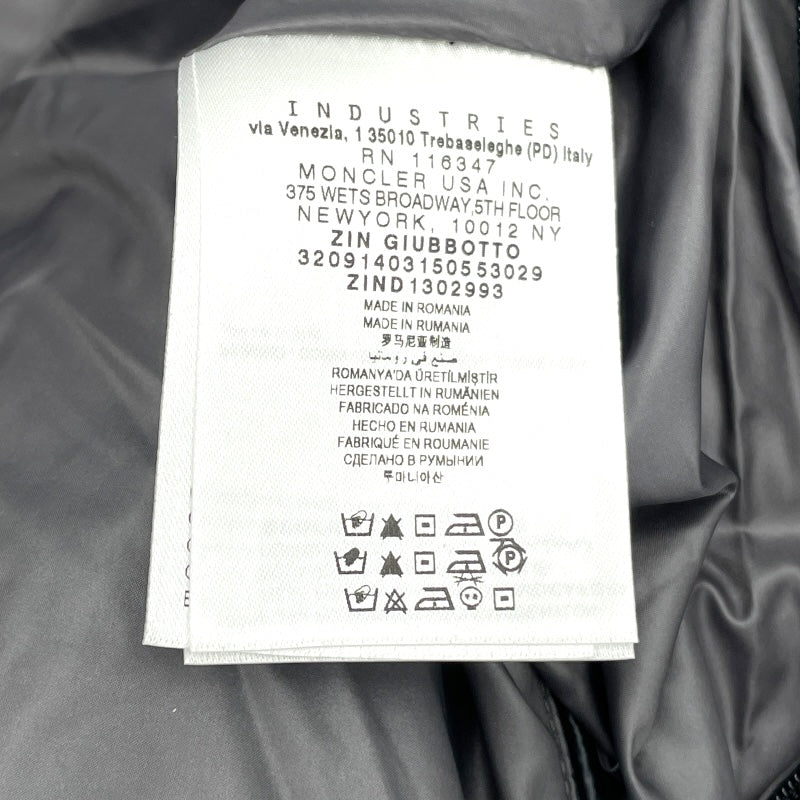 INDUSTRIES
via Venezia, 1 35010 Trebaseleghe (PD) Italy
RN 116347
MONCLER USA INC.
375 WETS BROADWAY,5TH FLOOR
NEWYORK, 10012 NY
ZIN GIUBBOTTO
32091403150553029
ZIND1302993
MADE IN ROMANIA
MADE IN RUMANIA
罗马尼亚制造
صنع في رومانيا
ROMANYA'DA ÜRETİLMİŞTİR
HERGESTELLT IN RUMÄNIEN
FABRICADO NA ROMÉNIA
HECHO EN RUMANIA
FABRIQUÉ EN ROUMANIE
СДЕЛАНО В РУМЫНИИ
루마니아산
P
P